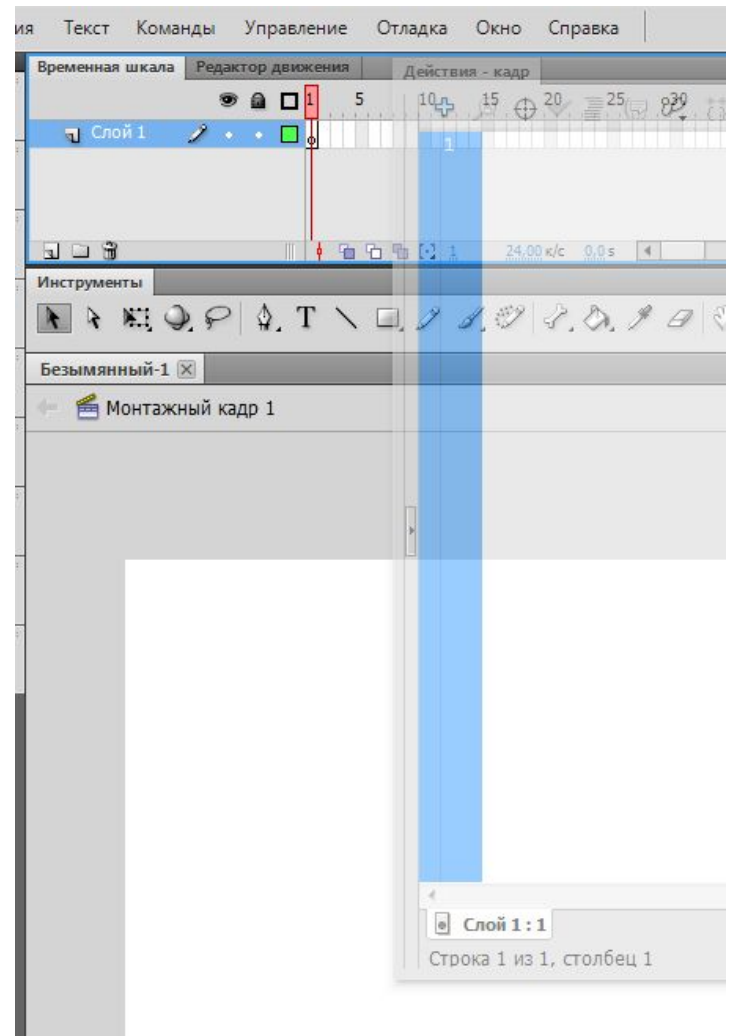 ия Текст Команды Управление Отладка Окно Справка
Временная шкала Редактор движения Действия - кадр
1 5 10 15 20 25 30
Слой 1
1
1 24,00 к/с 0,0 s
Инструменты
T
Безымянный-1
Монтажный кадр 1
Слой 1 : 1
Строка 1 из 1, столбец 1